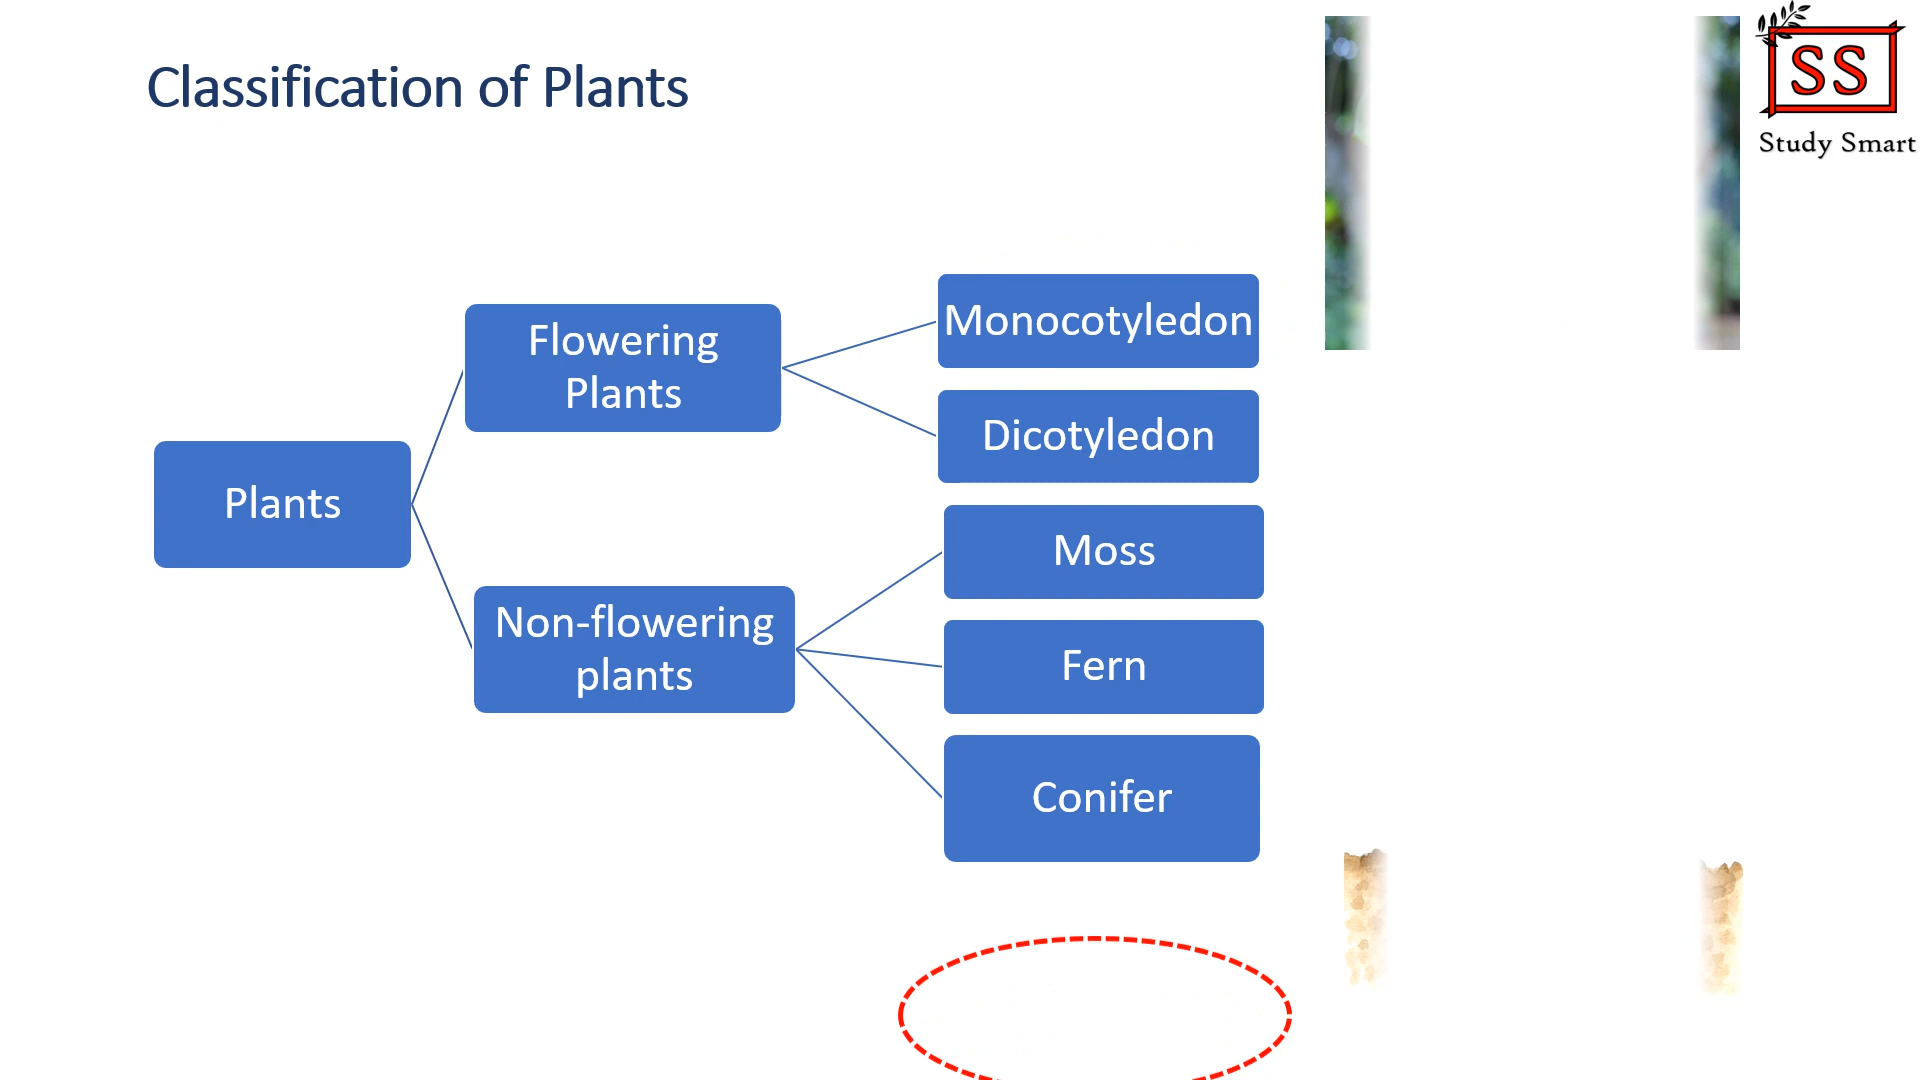 Classification of Plants
SS
Study Smart
Plants
Flowering
Plants
Non-flowering
plants
Monocotyledon
Dicotyledon
Moss
Fern
Conifer